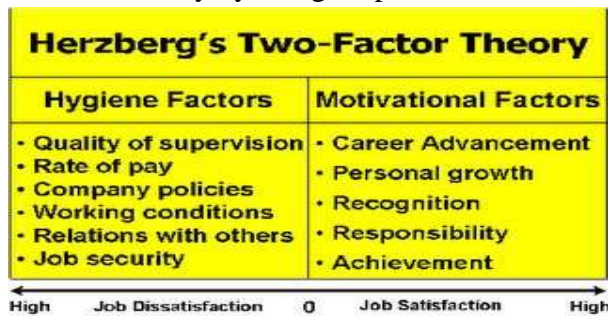 Herzberg's Two-Factor Theory
Hygiene Factors
• Quality of supervision
• Rate of pay
• Company policies
• Working conditions
• Relations with others
• Job security
Motivational Factors
• Career Advancement
• Personal growth
• Recognition
• Responsibility
• Achievement
High Job Dissatisfaction 0 Job Satisfaction High